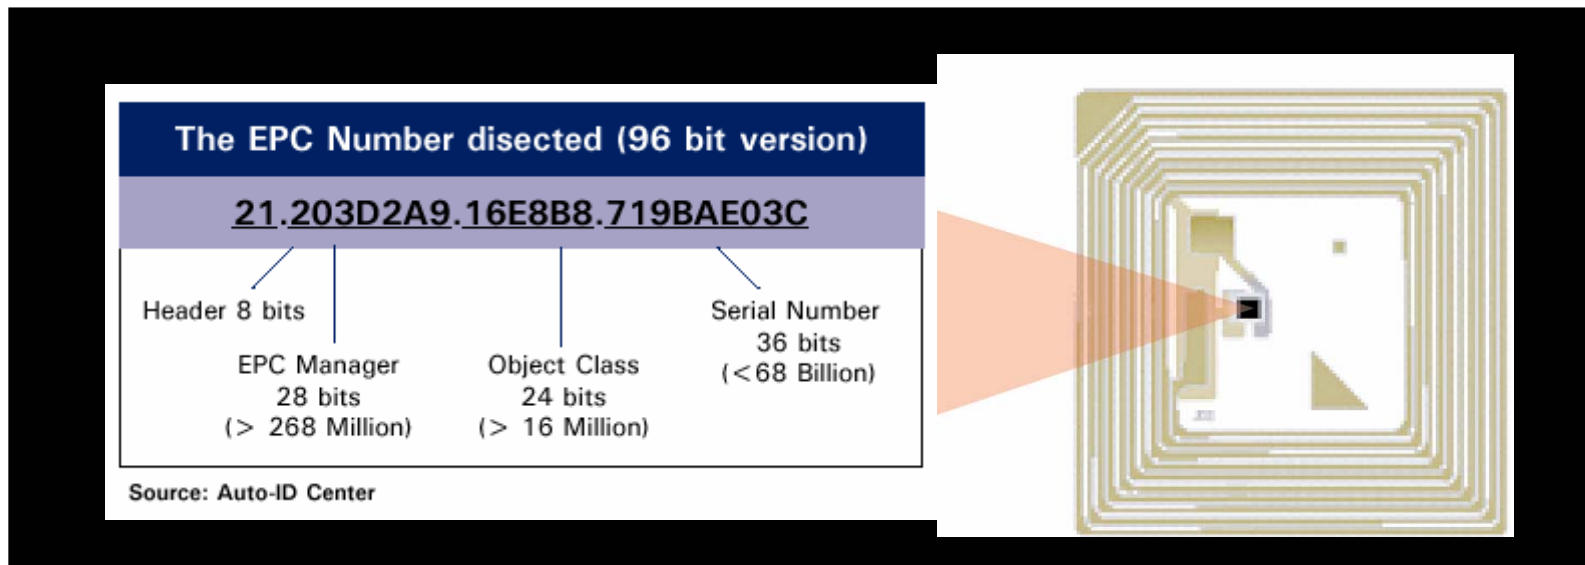 The EPC Number disected (96 bit version)
21.203D2A9.16E8B8.719BAE03C
Header 8 bits
EPC Manager
28 bits
(> 268 Million)
Object Class
24 bits
(> 16 Million)
Serial Number
36 bits
(<68 Billion)
Source: Auto-ID Center